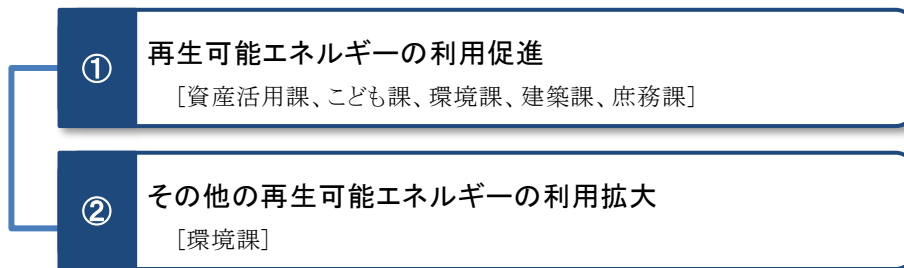 ①
再生可能エネルギーの利用促進
［資産活用課、こども課、環境課、建築課、庶務課］
②
その他の再生可能エネルギーの利用拡大
［環境課］